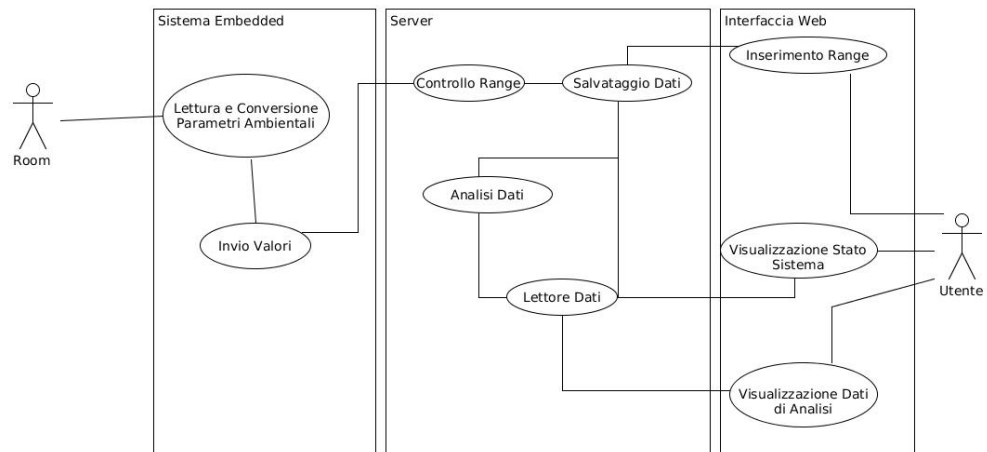 Sistema Embedded
Server
Interfaccia Web
Inserimento Range
Controllo Range
Salvataggio Dati
Lettura e Conversione
Parametri Ambientali
Room
Analisi Dati
Invio Valori
Visualizzazione Stato
Sistema
Utente
Lettore Dati
Visualizzazione Dati
di Analisi